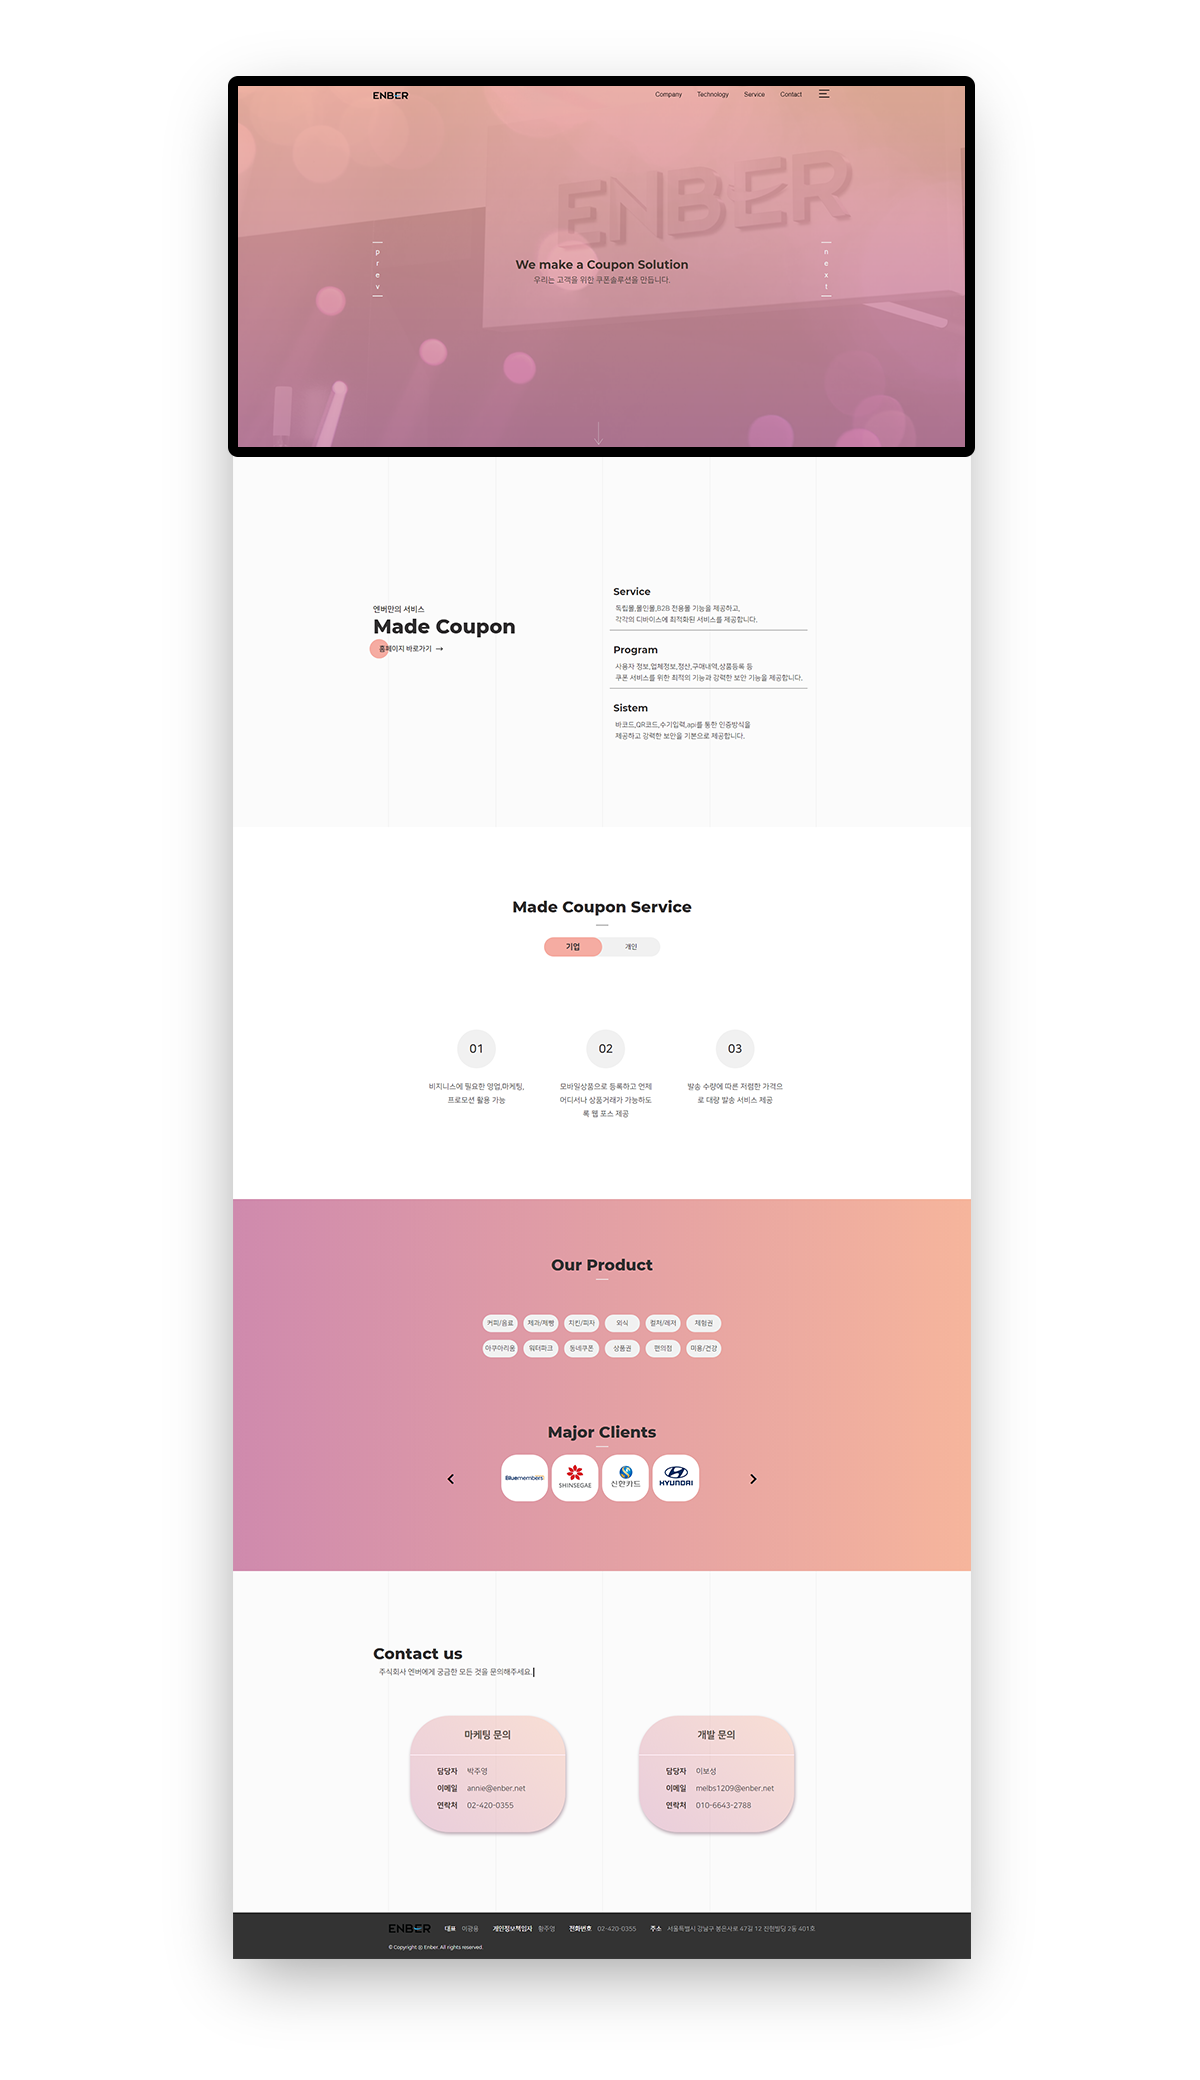 ENBER
Company Technology Service Contact
ENBER
prev
next
We make a Coupon Solution
우리는 고객을 위한 쿠폰솔루션을 만듭니다.
엔버만의 서비스
Made Coupon
홈페이지 바로가기 →
Service
독립몰,몰인몰,B2B 전용몰 기능을 제공하고,
각각의 디바이스에 최적화된 서비스를 제공합니다.
Program
사용자 정보,업체정보,정산,구매내역,상품등록 등
쿠폰 서비스를 위한 최적의 기능과 강력한 보안 기능을 제공합니다.
Sistem
바코드,QR코드,수기입력,api를 통한 인증방식을
제공하고 강력한 보안을 기본으로 제공합니다.
Made Coupon Service
기업 개인
01 02 03
비지니스에 필요한 영업,마케팅,
프로모션 활용 가능
모바일상품으로 등록하고 언제
어디서나 상품거래가 가능하도
록 웹 포스 제공
발송 수량에 따른 저렴한 가격으
로 대량 발송 서비스 제공
Our Product
커피/음료 제과/제빵 치킨/피자 외식 컬처/레저 체험권
아쿠아리움 워터파크 동네쿠폰 상품권 편의점 미용/건강
Major Clients
Bluemembers SHINSEGAE 신한카드 HYUNDAI
Contact us
주식회사 엔버에게 궁금한 모든 것을 문의해주세요.
마케팅 문의
담당자 박주영
이메일 annie@enber.net
연락처 02-420-0355
개발 문의
담당자 이보성
이메일 melbs1209@enber.net
연락처 010-6643-2788
ENBER 대표 이광용 개인정보책임자 황주영 전화번호 02-420-0355 주소 서울특별시 강남구 봉은사로 47길 12 진한빌딩 2동 401호
© Copyright @ Enber. All rights reserved.